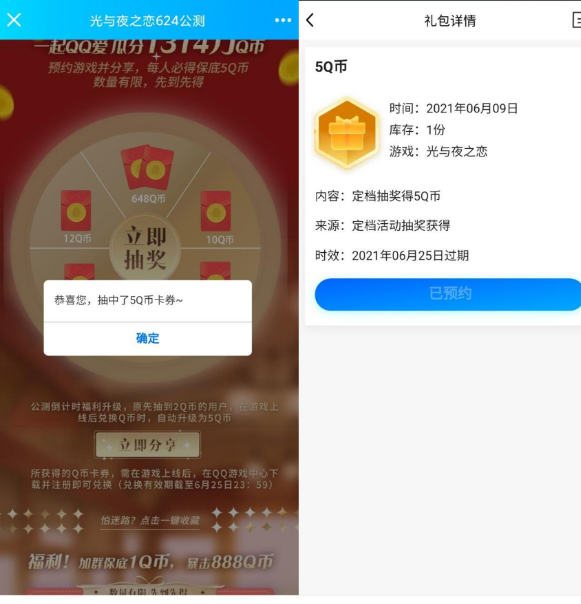 光与夜之恋624公测
一起QQ爱 瓜分1314万Q币
预约游戏并分享，每人必得保底5Q币
数量有限，先到先得
648Q币
12Q币
10Q币
立即
抽奖
恭喜您，抽中了5Q币卡券~
确定
公测倒计时福利升级，原先抽到2Q币的用户，在游戏上
线后兑换Q币时，自动升级为5Q币
立即分享
所获得的Q币卡券，需在游戏上线后，在QQ游戏中心下
载并注册即可兑换（兑换有效期截至6月25日23：59）
怕迷路？点击一键收藏
福利！加群保底1Q币，暴击888Q币
数量有限 先到先得
礼包详情
5Q币
时间：2021年06月09日
库存：1份
游戏：光与夜之恋
内容：定档抽奖得5Q币
来源：定档活动抽奖获得
时效：2021年06月25日过期
已预约